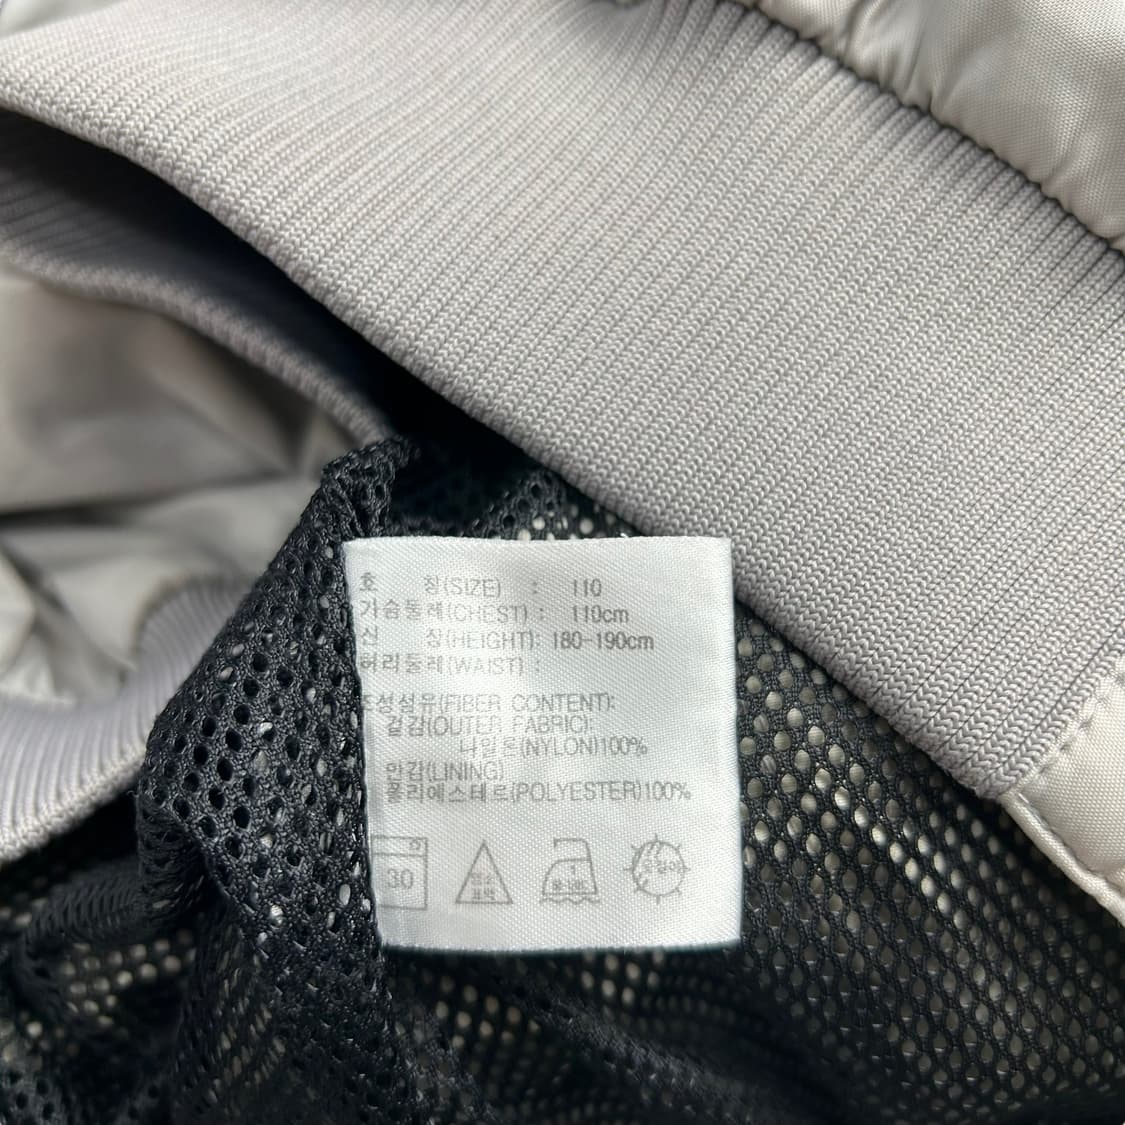 호 칭(SIZE) : 110
가슴둘레(CHEST) : 110cm
신 장(HEIGHT): 180-190cm
허리둘레(WAIST) :
조성섬유(FIBER CONTENT):
겉감(OUTER FABRIC):
나일론(NYLON)100%
안감(LINING)
폴리에스테르(POLYESTER)100%
30